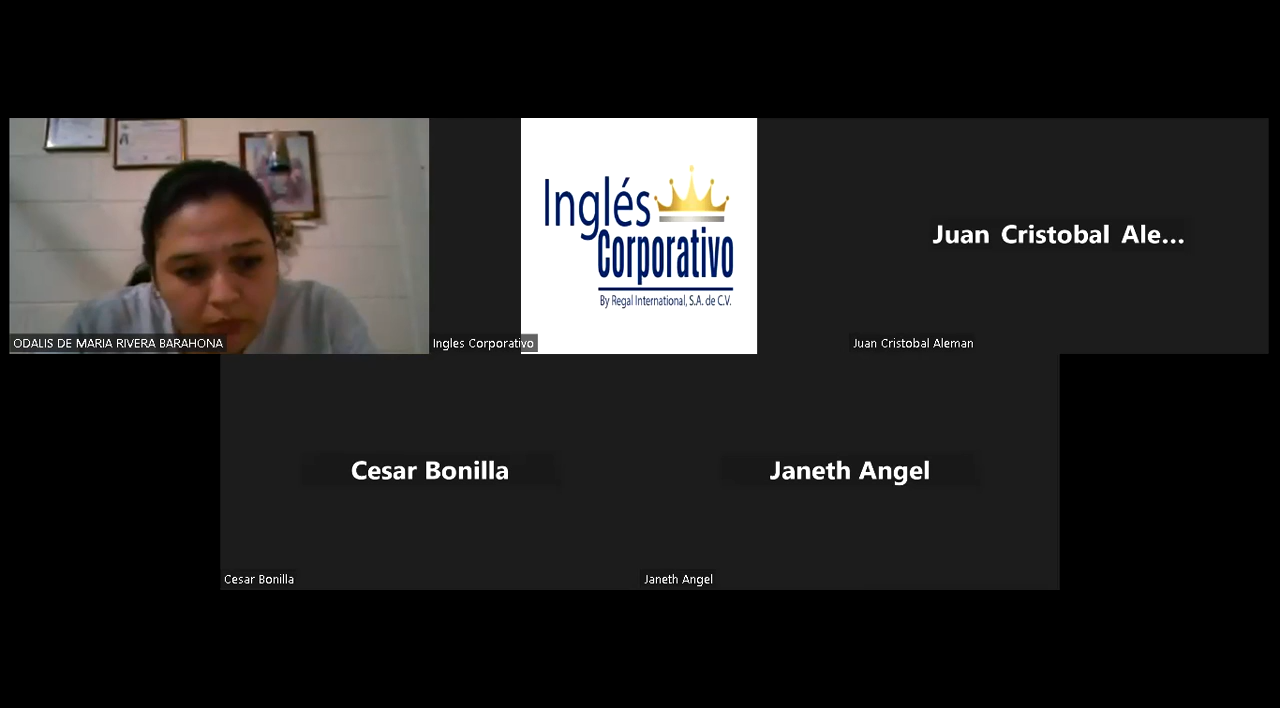 ODALIS DE MARIA RIVERA BARAHONA
Inglés
Corporativo
By Regal International, S.A. de C.V.
Ingles Corporativo
Juan Cristobal Ale...
Juan Cristobal Aleman
Cesar Bonilla
Cesar Bonilla
Janeth Angel
Janeth Angel